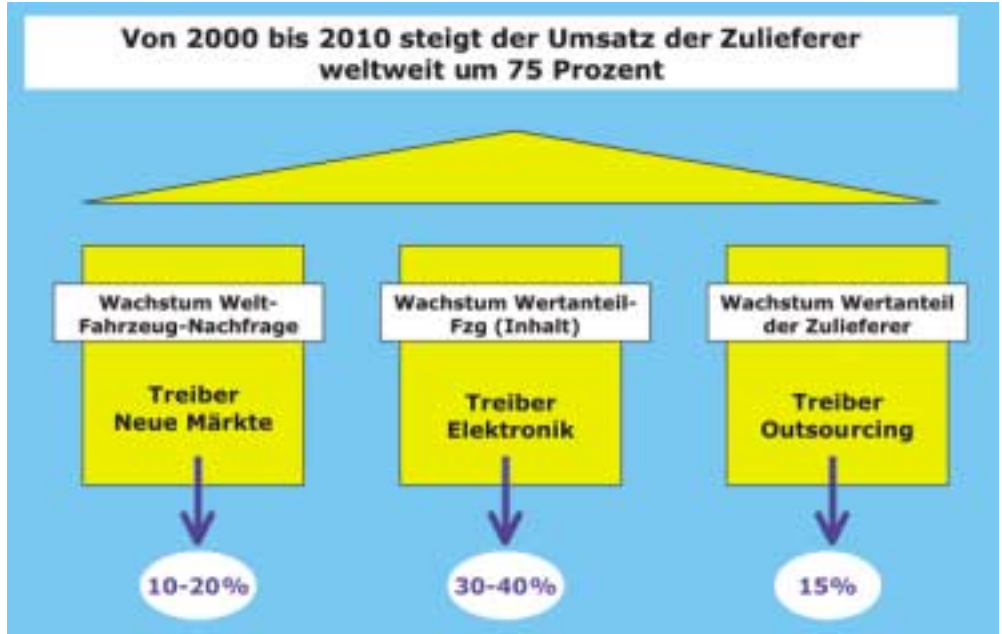 Von 2000 bis 2010 steigt der Umsatz der Zulieferer
weltweit um 75 Prozent
Wachstum Welt-
Fahrzeug-Nachfrage
Treiber
Neue Märkte
10-20%
Wachstum Wertanteil-
Fzg (Inhalt)
Treiber
Elektronik
30-40%
Wachstum Wertanteil
der Zulieferer
Treiber
Outsourcing
15%